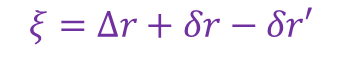 ξ = Δr + δr − δr′